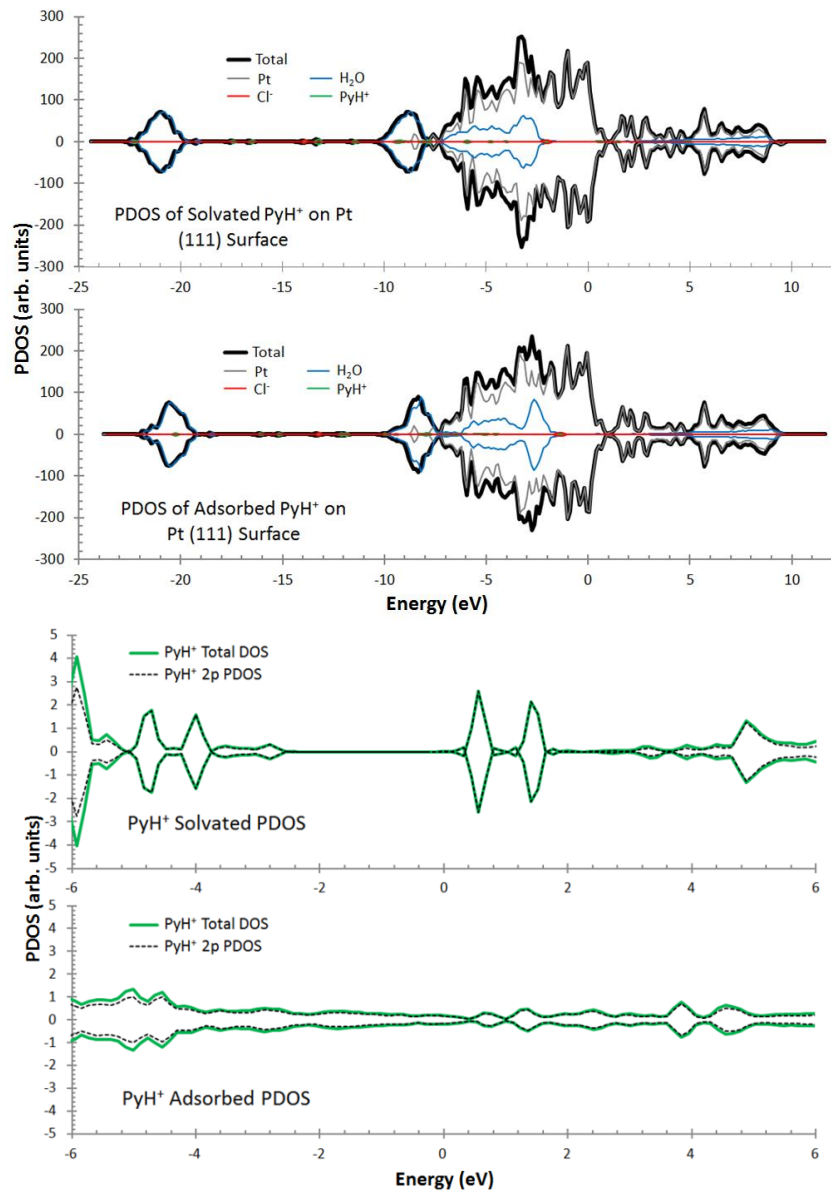 300
200
100
0
-100
-200
-300
Total
Pt
H₂O
Cl⁻
PyH⁺
PDOS of Solvated PyH⁺ on Pt
(111) Surface
-25 -20 -15 -10 -5 0 5 10
PDOS (arb. units)
300
200
100
0
-100
-200
-300
Total
Pt
H₂O
Cl⁻
PyH⁺
PDOS of Adsorbed PyH⁺ on
Pt (111) Surface
-25 -20 -15 -10 -5 0 5 10
Energy (eV)
5
4
3
2
1
0
-1
-2
-3
-4
-5
PyH⁺ Total DOS
PyH⁺ 2p PDOS
PyH⁺ Solvated PDOS
-6 -4 -2 0 2 4 6
PDOS (arb. units)
5
4
3
2
1
0
-1
-2
-3
-4
-5
PyH⁺ Total DOS
PyH⁺ 2p PDOS
PyH⁺ Adsorbed PDOS
-6 -4 -2 0 2 4 6
Energy (eV)